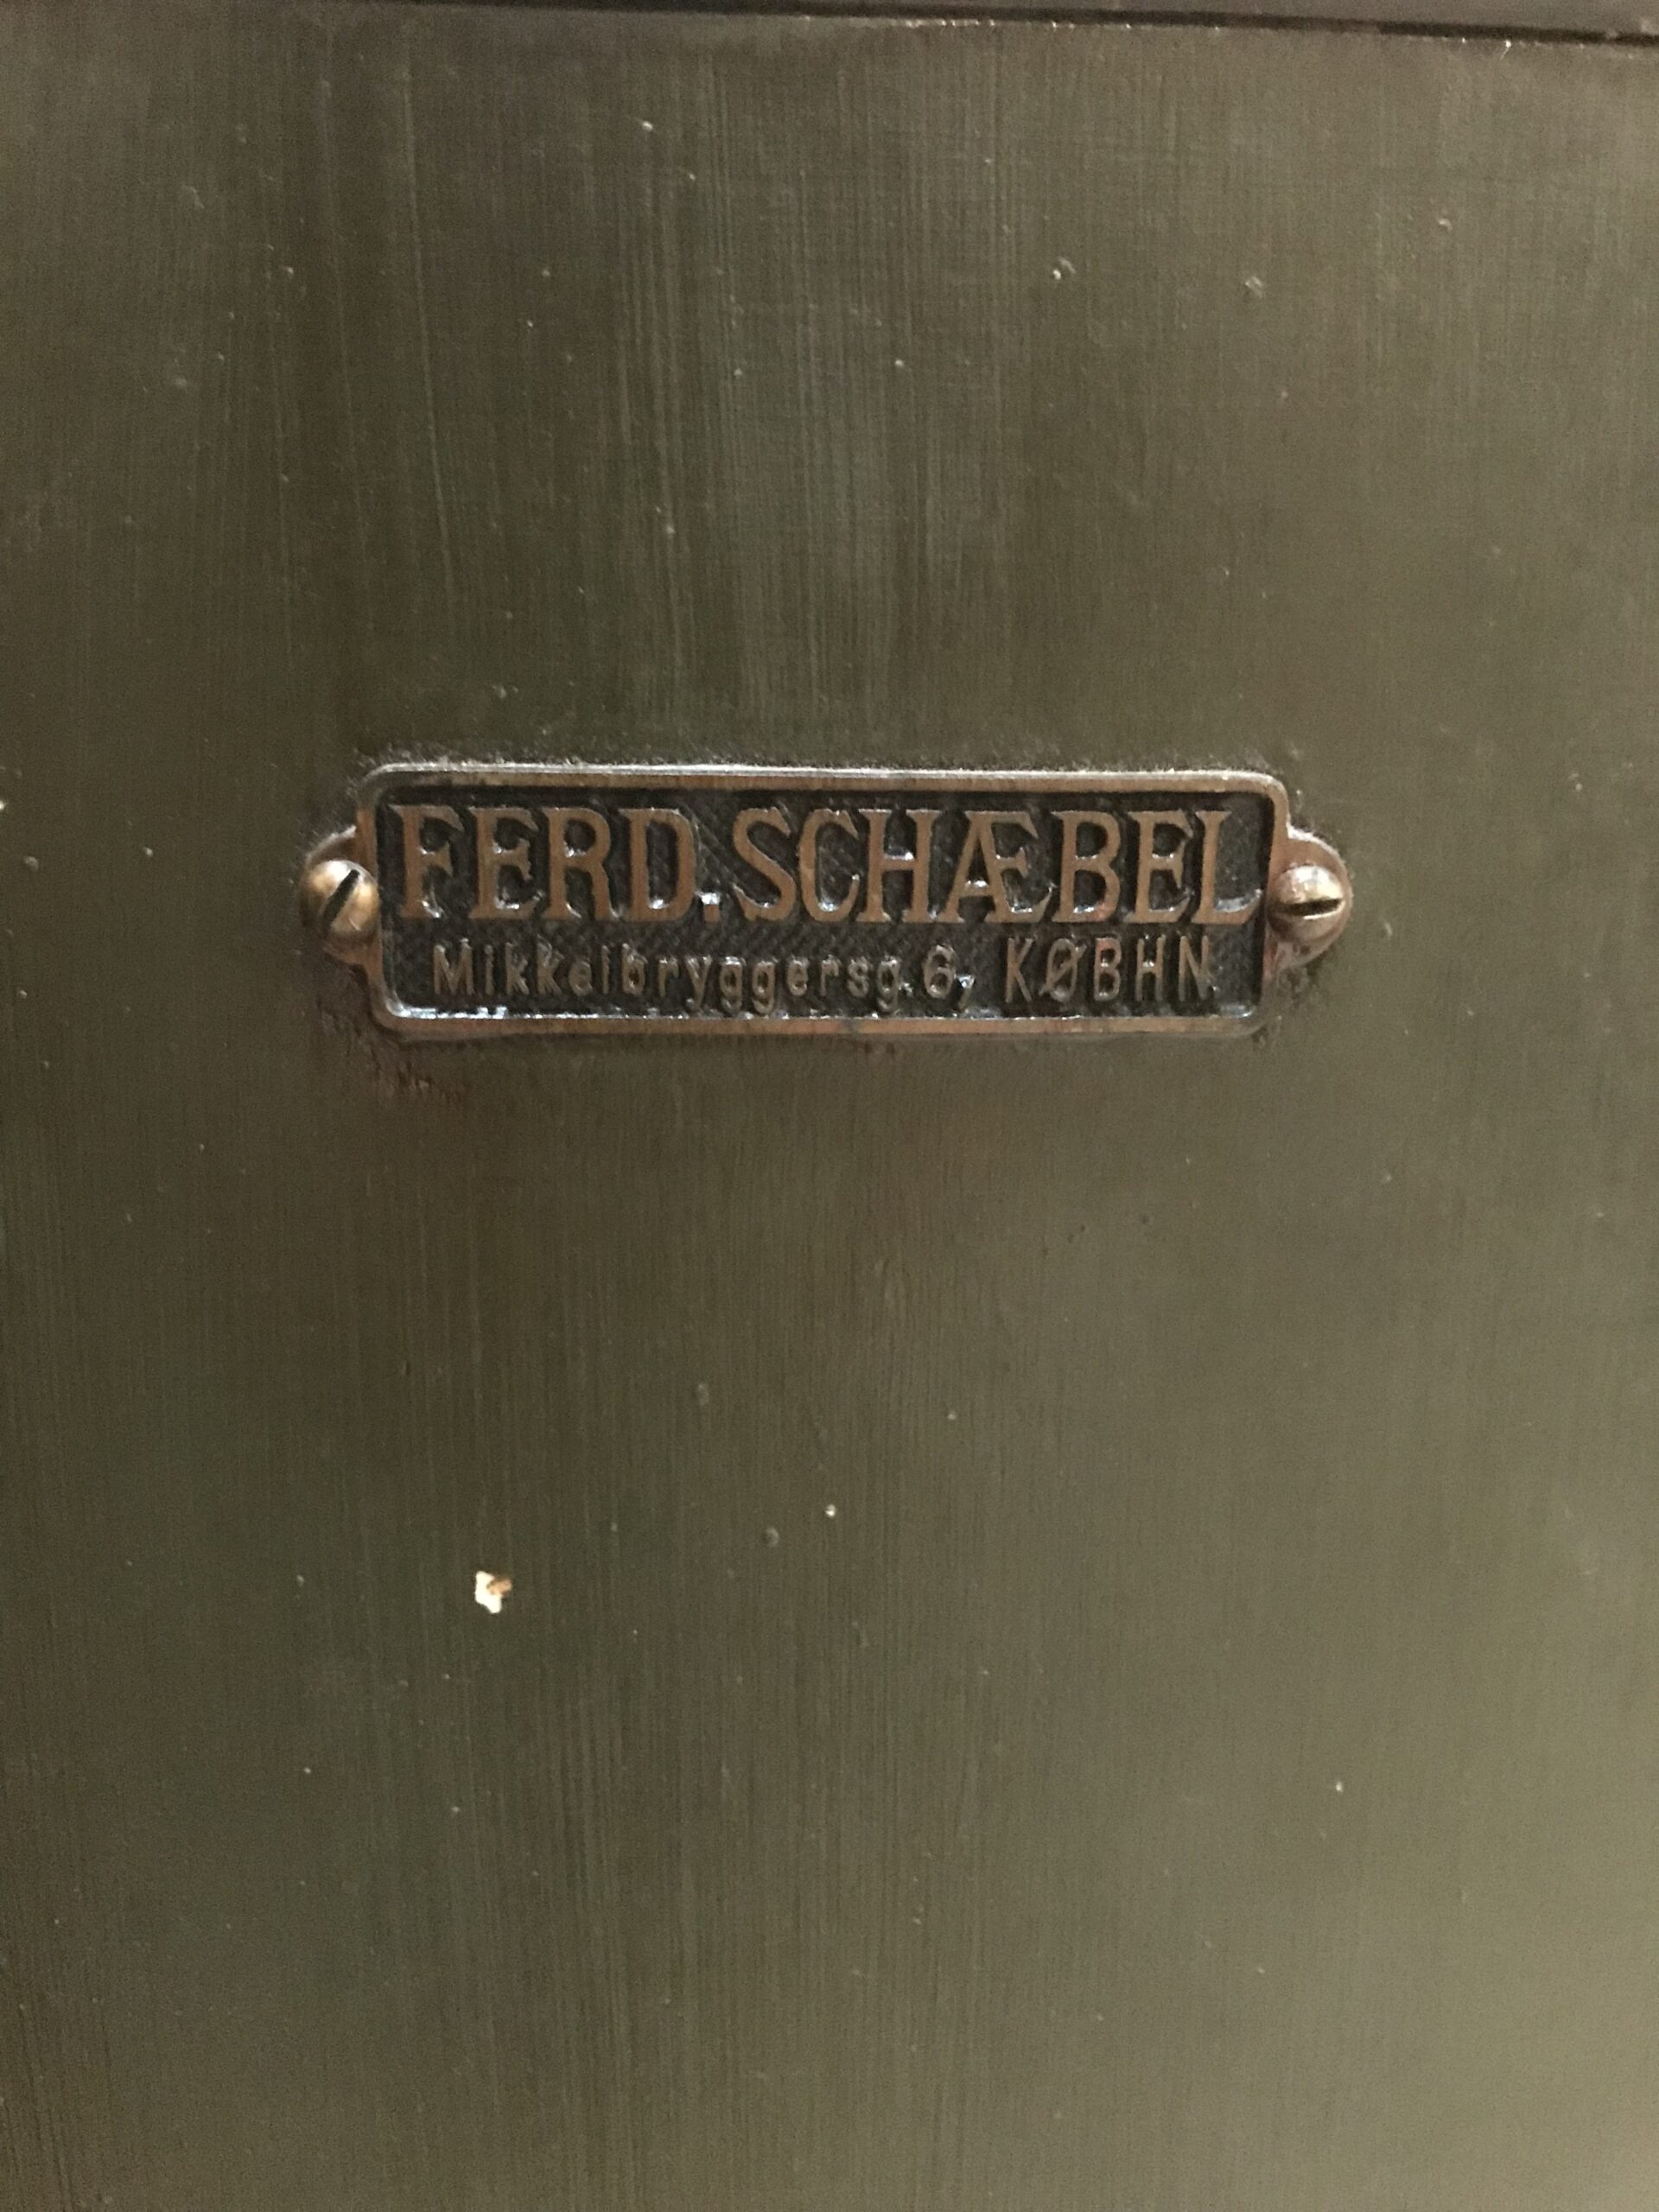 FERD. SCHÆBEL
Mikkelbryggersg. 6, KØBHN